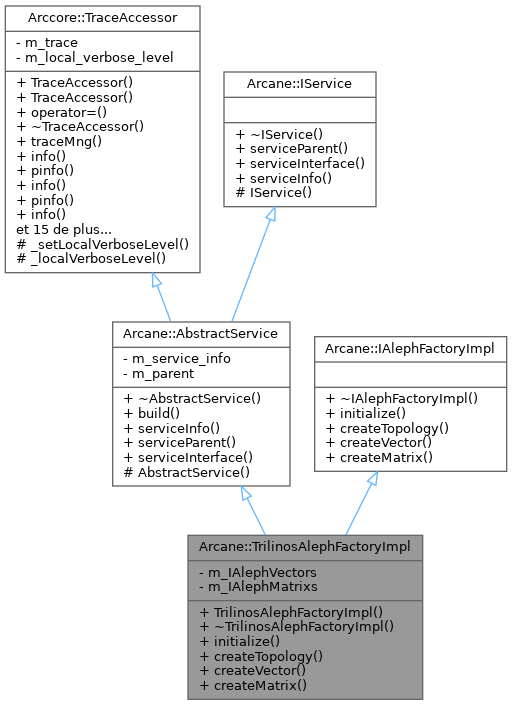 Arccore::TraceAccessor
- m_trace
- m_local_verbose_level
+ TraceAccessor()
+ TraceAccessor()
+ operator=()
+ ~TraceAccessor()
+ traceMng()
+ info()
+ pinfo()
+ info()
+ pinfo()
+ info()
et 15 de plus...
# _setLocalVerboseLevel()
# _localVerboseLevel()
Arcane::IService
+ ~IService()
+ serviceParent()
+ serviceInterface()
+ serviceInfo()
# IService()
Arcane::AbstractService
- m_service_info
- m_parent
+ ~AbstractService()
+ build()
+ serviceInfo()
+ serviceParent()
+ serviceInterface()
# AbstractService()
Arcane::IAlephFactoryImpl
+ ~IAlephFactoryImpl()
+ initialize()
+ createTopology()
+ createVector()
+ createMatrix()
Arcane::TrilinosAlephFactoryImpl
- m_IAlephVectors
- m_IAlephMatrixs
+ TrilinosAlephFactoryImpl()
+ ~TrilinosAlephFactoryImpl()
+ initialize()
+ createTopology()
+ createVector()
+ createMatrix()